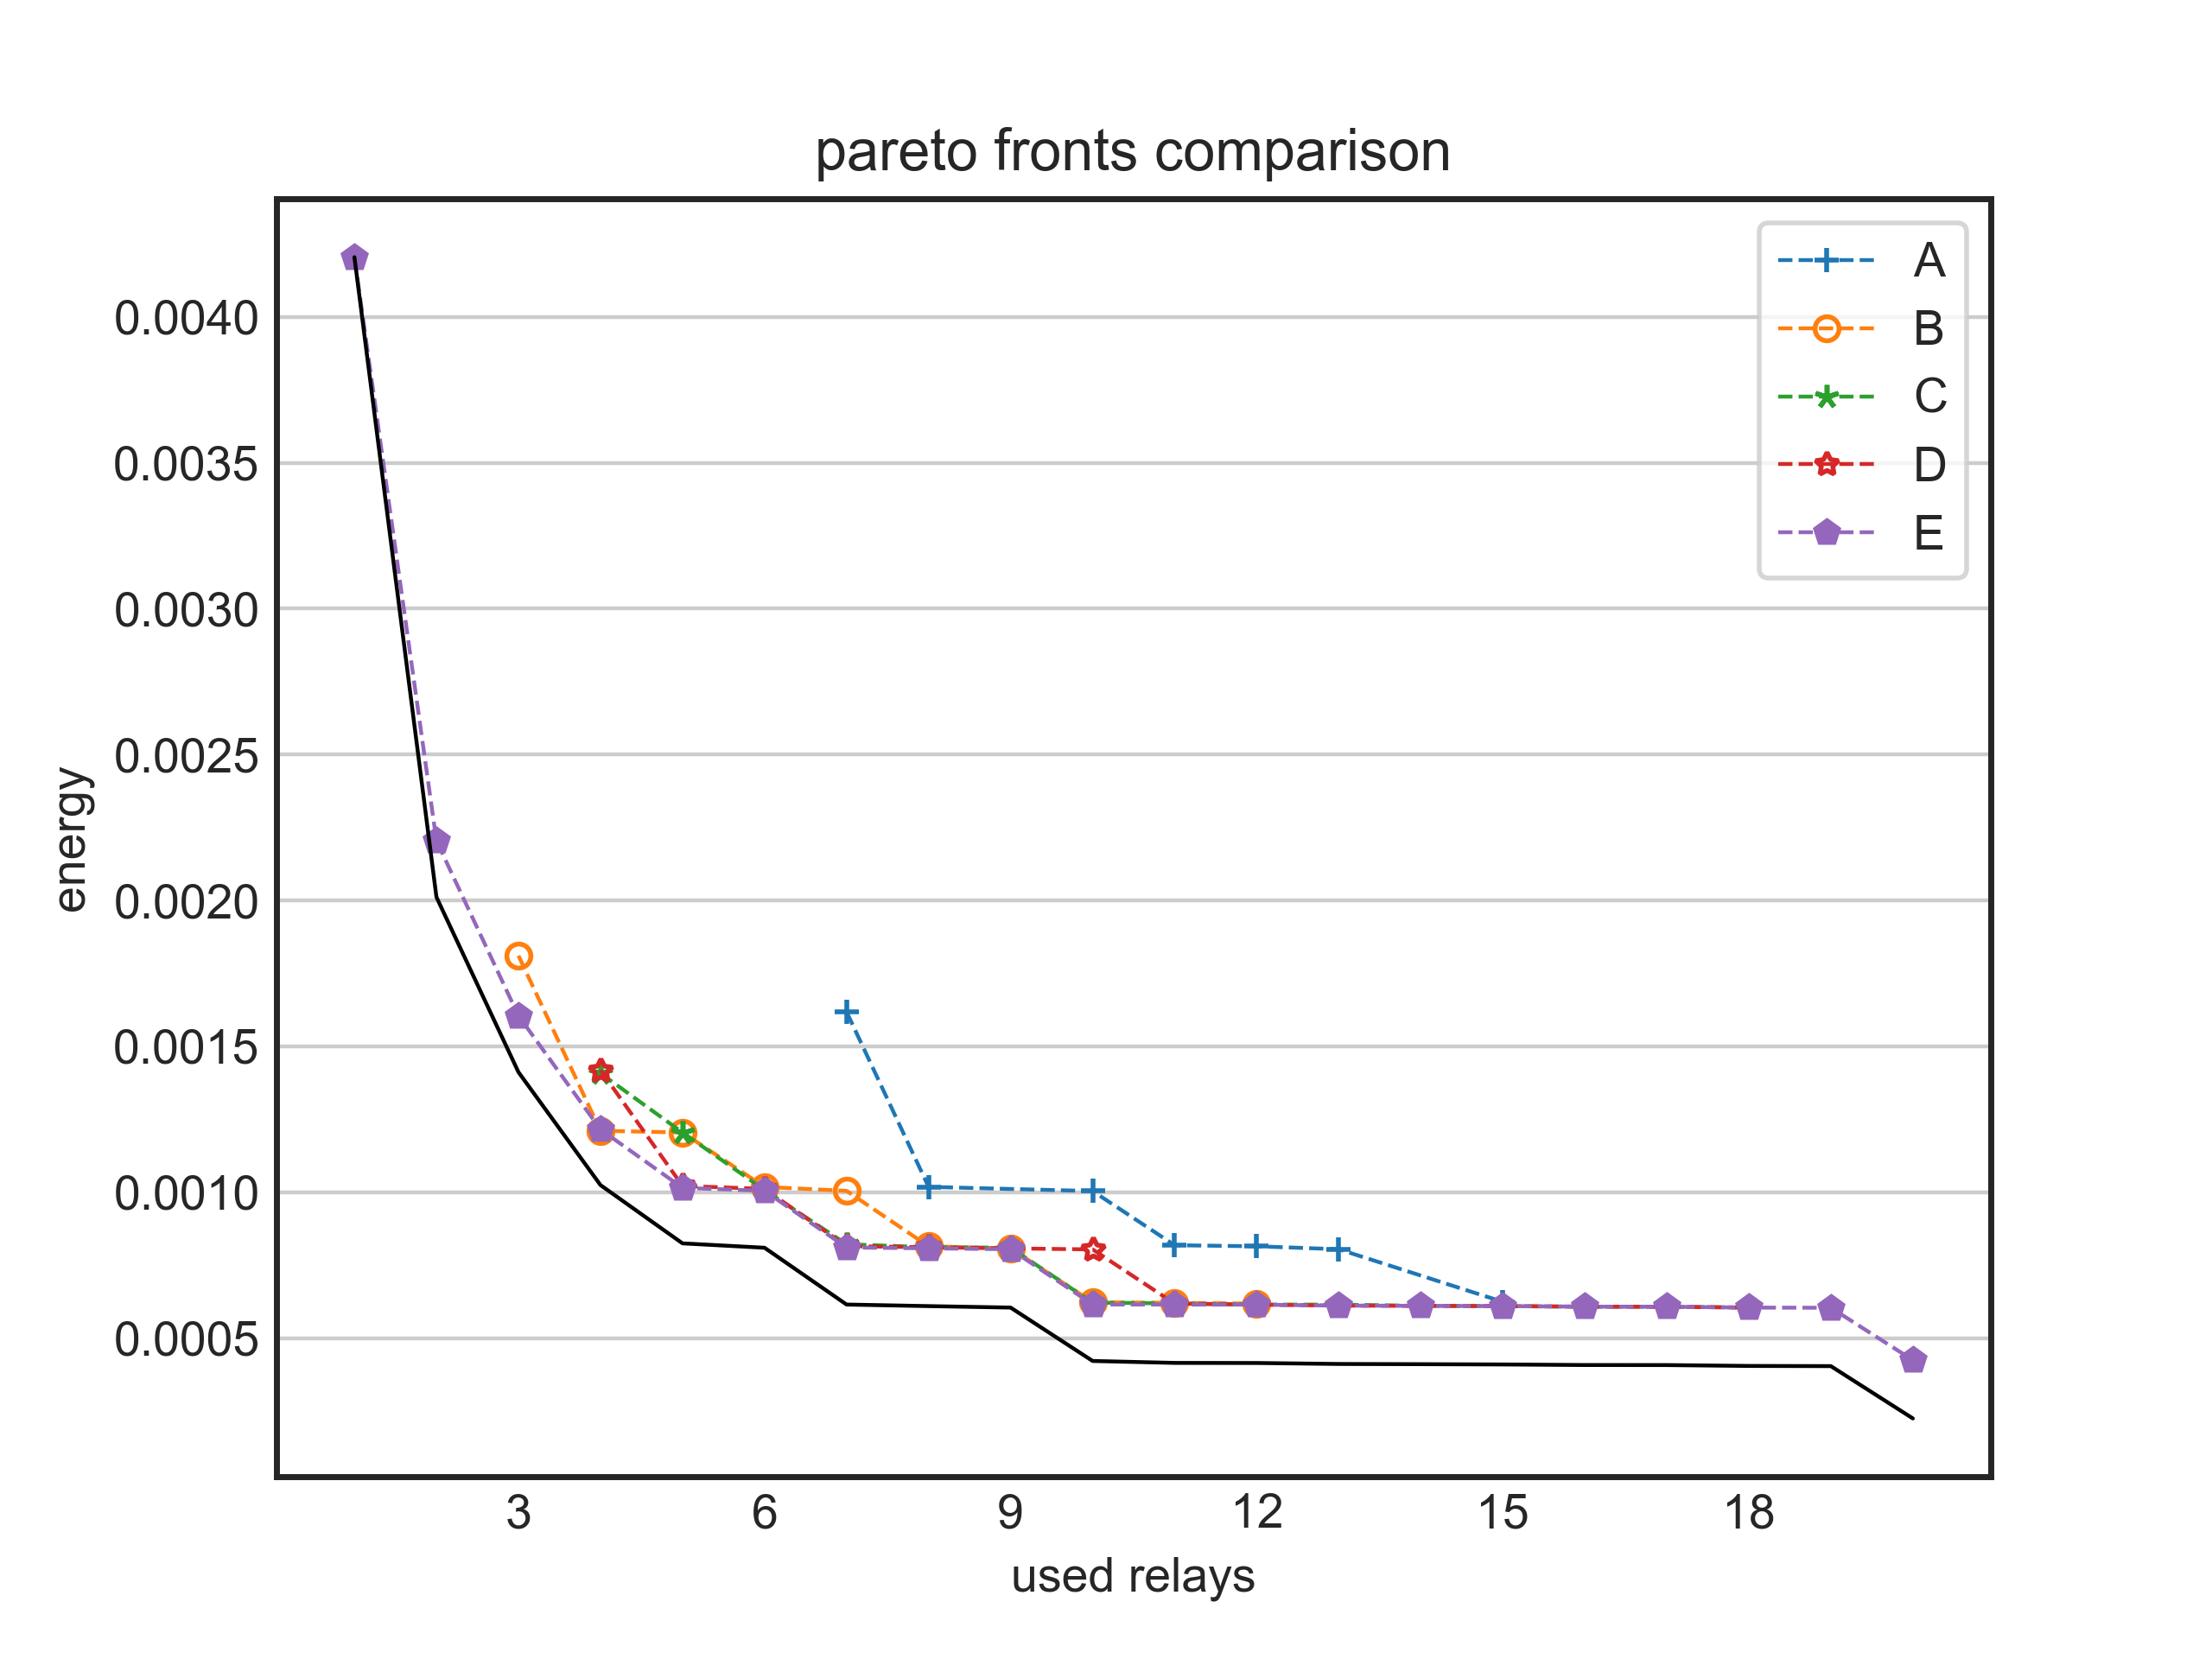 pareto fronts comparison
A
B
C
D
E
0.0040
0.0035
0.0030
0.0025
0.0020
0.0015
0.0010
0.0005
energy
3 6 9 12 15 18
used relays